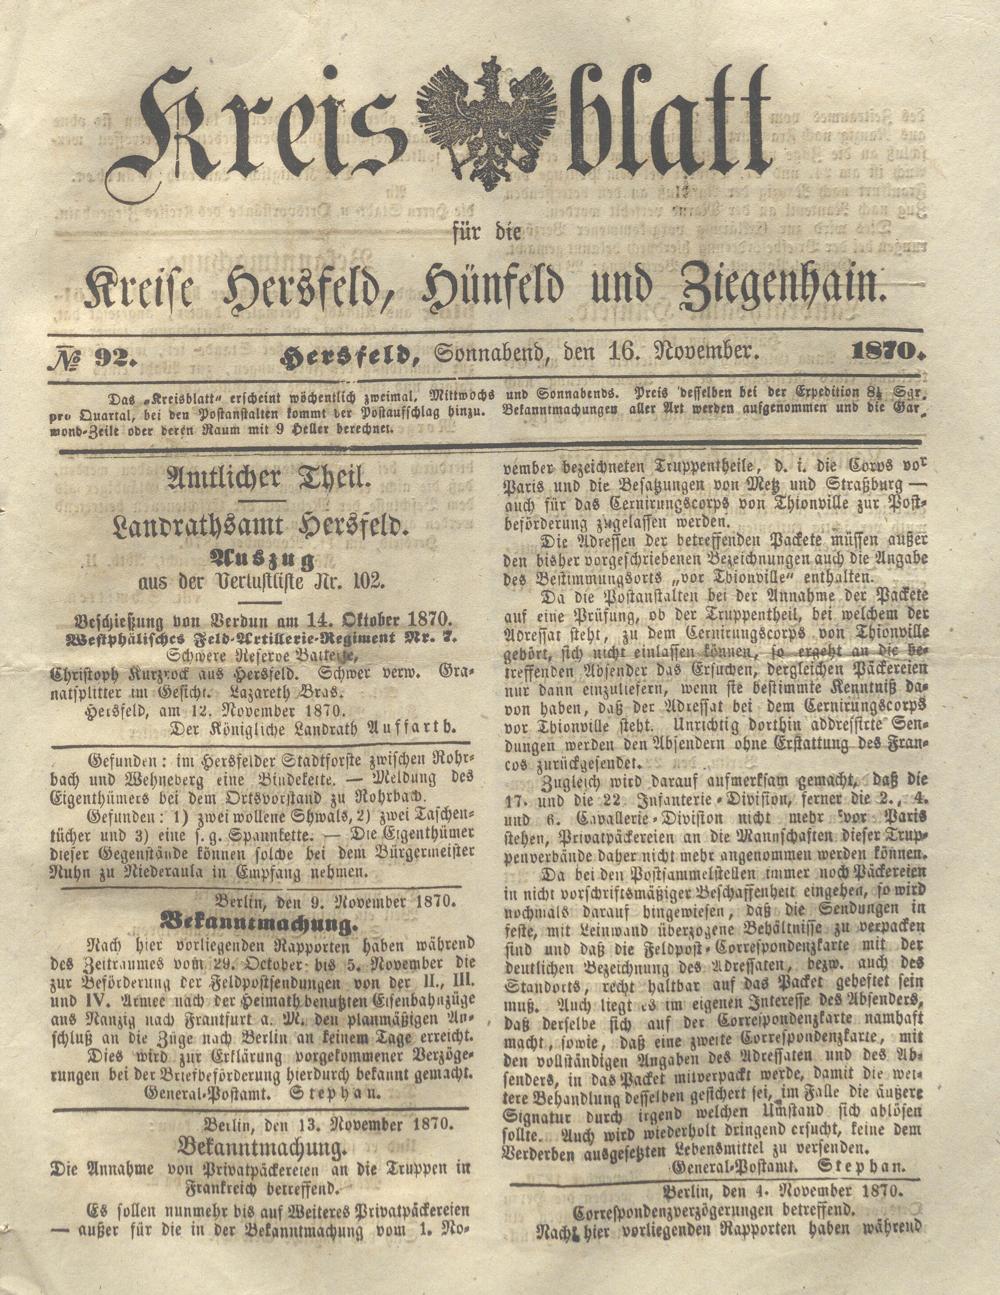 Kreisblatt
für die
Kreise Hersfeld, Hünfeld und Ziegenhain.
№ 92. Hersfeld, Sonnabend, den 16. November. 1870.
Das „Kreisblatt“ erscheint wöchentlich zweimal, Mittwochs und Sonnabends. Preis desselben bei der Expedition 8½ Sgr.
pro Quartal, bei den Postanstalten kommt der Postaufschlag hinzu. Bekanntmachungen aller Art werden aufgenommen und die Gar-
mond-Zeile oder deren Raum mit 9 Heller berechnet.
Amtlicher Theil.
Landrathsamt Hersfeld.
Auszug
aus der Verlustliste Nr. 102.
Beschießung von Verdun am 14. Oktober 1870.
Westphälisches Feld-Artillerie-Regiment Nr. 7.
Schwere Reserve Batterie,
Christoph Kurzrock aus Hersfeld. Schwer verw. Gra-
natsplitter im Gesicht. Lazareth Bras.
Hersfeld, am 12. November 1870.
Der Königliche Landrath Auffarth.
Gefunden: im Hersfelder Stadtforste zwischen Rohr-
bach und Wehneberg eine Bindekette. — Meldung des
Eigenthümers bei dem Ortsvorstand zu Rohrbach.
Gefunden: 1) zwei wollene Shwals, 2) zwei Taschen-
tücher und 3) eine s. g. Spannkette. — Die Eigenthümer
dieser Gegenstände können solche bei dem Bürgermeister
Ruhn zu Niederaula in Empfang nehmen.
Berlin, den 9. November 1870.
Bekanntmachung.
Nach hier vorliegenden Rapporten haben während
des Zeitraumes vom 29. October bis 5. November die
zur Beförderung der Feldpostsendungen von der II., III.
und IV. Armee nach der Heimath benutzten Eisenbahnzüge
aus Nanzig nach Frankfurt a. M. den planmäßigen An-
schluß an die Züge nach Berlin an keinem Tage erreicht.
Dies wird zur Erklärung vorgekommener Verzöge-
rungen bei der Briefbeförderung hierdurch bekannt gemacht.
General-Postamt. Stephan.
Berlin, den 13. November 1870.
Bekanntmachung.
Die Annahme von Privatpäckereien an die Truppen in
Frankreich betreffend.
Es sollen nunmehr bis auf Weiteres Privatpäckereien
— außer für die in der Bekanntmachung vom 1. No-
vember bezeichneten Truppentheile, d. i. die Corps vor
Paris und die Besatzungen von Metz und Straßburg —
auch für das Cernirungscorps von Thionville zur Post-
beförderung zugelassen werden.
Die Adressen der betreffenden Packete müssen außer
den bisher vorgeschriebenen Bezeichnungen auch die Angabe
des Bestimmungsorts „vor Thionville“ enthalten.
Da die Postanstalten bei der Annahme der Packete
auf eine Prüfung, ob der Truppentheil, bei welchem der
Adressat steht, zu dem Cernirungscorps von Thionville
gehört, sich nicht einlassen können, so ergeht an die be-
treffenden Absender das Ersuchen, dergleichen Päckereien
nur dann einzuliefern, wenn sie bestimmte Kenntniß da-
von haben, daß der Adressat bei dem Cernirungscorps
vor Thionville steht. Unrichtig dorthin addressirte Sen-
dungen werden den Absendern ohne Erstattung des Fran-
cos zurückgesendet.
Zugleich wird darauf aufmerksam gemacht, daß die
17. und die 22. Infanterie-Division, ferner die 2., 4.
und 6. Cavallerie-Division nicht mehr vor Paris
stehen, Privatpäckereien an die Mannschaften dieser Trup-
penverbände daher nicht mehr angenommen werden können.
Da bei den Postsammelstellen immer noch Päckereien
in nicht vorschriftsmäßiger Beschaffenheit eingehen, so wird
nochmals darauf hingewiesen, daß die Sendungen in
feste, mit Leinwand überzogene Behältnisse zu verpacken
sind und daß die Feldpost-Correspondenzkarte mit der
deutlichen Bezeichnung des Adressaten, bezw. auch des
Standorts, recht haltbar auf das Packet geheftet sein
muß. Auch liegt es im eigenen Interesse des Absenders,
daß derselbe sich auf der Correspondenzkarte namhaft
macht, sowie, daß eine zweite Correspondenzkarte, mit
den vollständigen Angaben des Adressaten und des Ab-
senders, in das Packet mitverpackt werde, damit die wei-
tere Behandlung desselben gesichert sei, im Falle die äußere
Signatur durch irgend welchen Umstand sich ablösen
sollte. Auch wird wiederholt dringend ersucht, keine dem
Verderben ausgesetzten Lebensmittel zu versenden.
General-Postamt. Stephan.
Berlin, den 4. November 1870.
Correspondenzverzögerungen betreffend.
Nach hier vorliegenden Rapporten haben während